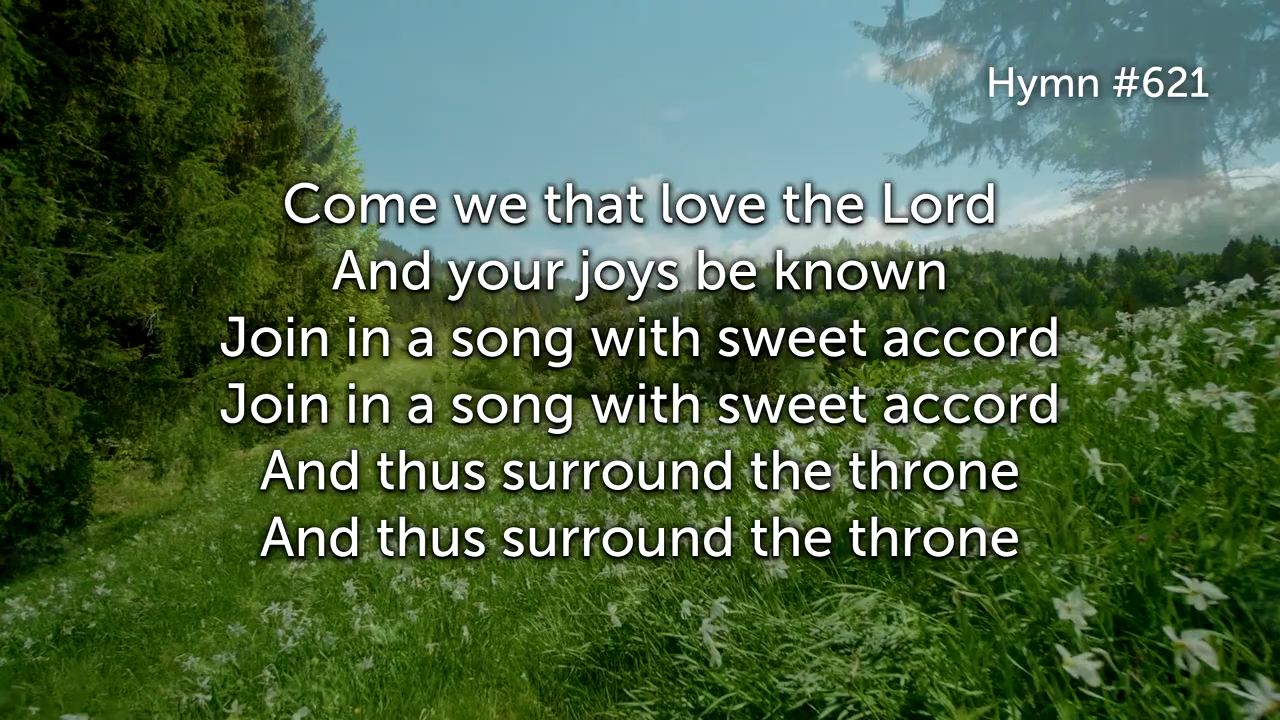 Hymn #621
Come we that love the Lord
And your joys be known
Join in a song with sweet accord
Join in a song with sweet accord
And thus surround the throne
And thus surround the throne